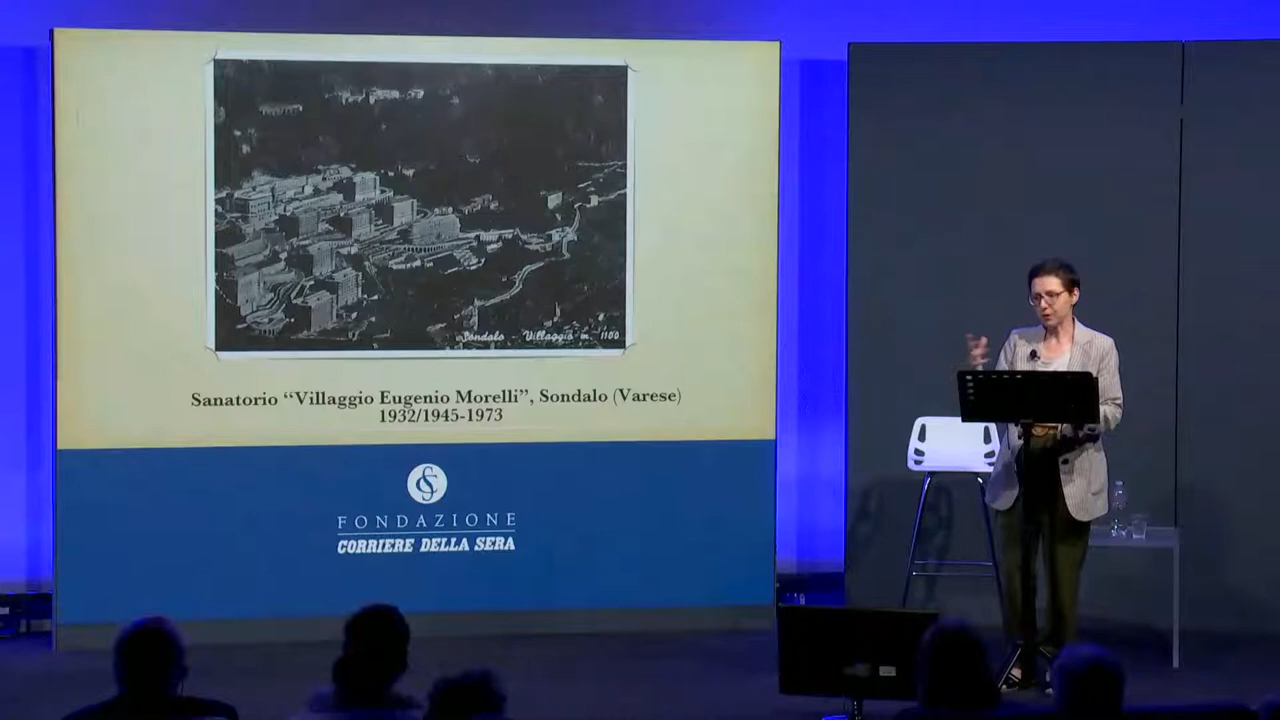 Sondalo Villaggio m. 1100
Sanatorio “Villaggio Eugenio Morelli”, Sondalo (Varese)
1932/1945-1973
FONDAZIONE
CORRIERE DELLA SERA